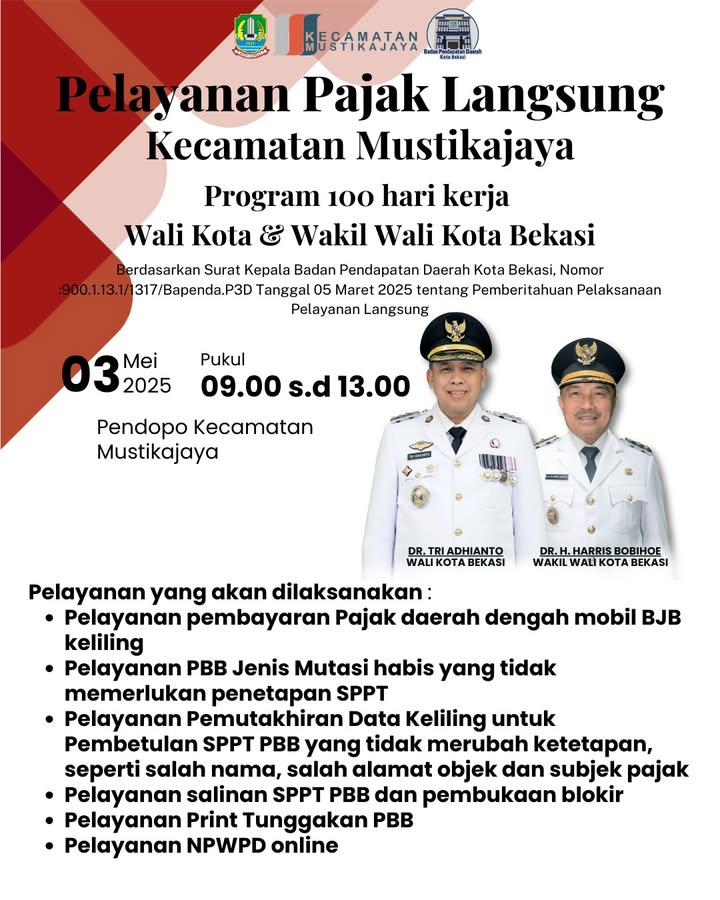 KECAMATAN
MUSTIKAJAYA
Badan Pendapatan Daerah
Kota Bekasi
Pelayanan Pajak Langsung
Kecamatan Mustikajaya
Program 100 hari kerja
Wali Kota & Wakil Wali Kota Bekasi
Berdasarkan Surat Kepala Badan Pendapatan Daerah Kota Bekasi, Nomor
:900.1.13.1/1317/Bapenda.P3D Tanggal 05 Maret 2025 tentang Pemberitahuan Pelaksanaan
Pelayanan Langsung
03 Mei
2025
Pukul
09.00 s.d 13.00
Pendopo Kecamatan
Mustikajaya
DR. TRI ADHIANTO
WALI KOTA BEKASI
DR. H. HARRIS BOBIHOE
WAKIL WALI KOTA BEKASI
Pelayanan yang akan dilaksanakan :
• Pelayanan pembayaran Pajak daerah dengah mobil BJB
keliling
• Pelayanan PBB Jenis Mutasi habis yang tidak
memerlukan penetapan SPPT
• Pelayanan Pemutakhiran Data Keliling untuk
Pembetulan SPPT PBB yang tidak merubah ketetapan,
seperti salah nama, salah alamat objek dan subjek pajak
• Pelayanan salinan SPPT PBB dan pembukaan blokir
• Pelayanan Print Tunggakan PBB
• Pelayanan NPWPD online